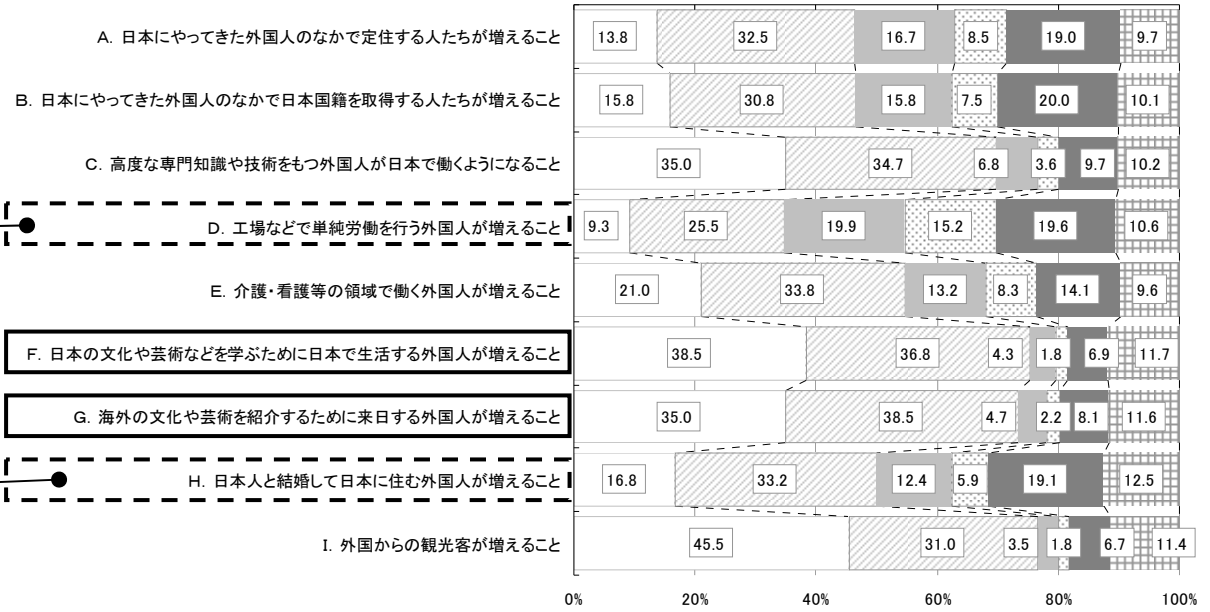 A. 日本にやってきた外国人のなかで定住する人たちが増えること
13.8 32.5 16.7 8.5 19.0 9.7
B. 日本にやってきた外国人のなかで日本国籍を取得する人たちが増えること
15.8 30.8 15.8 7.5 20.0 10.1
C. 高度な専門知識や技術をもつ外国人が日本で働くようになること
35.0 34.7 6.8 3.6 9.7 10.2
D. 工場などで単純労働を行う外国人が増えること
9.3 25.5 19.9 15.2 19.6 10.6
E. 介護・看護等の領域で働く外国人が増えること
21.0 33.8 13.2 8.3 14.1 9.6
F. 日本の文化や芸術などを学ぶために日本で生活する外国人が増えること
38.5 36.8 4.3 1.8 6.9 11.7
G. 海外の文化や芸術を紹介するために来日する外国人が増えること
35.0 38.5 4.7 2.2 8.1 11.6
H. 日本人と結婚して日本に住む外国人が増えること
16.8 33.2 12.4 5.9 19.1 12.5
I. 外国からの観光客が増えること
45.5 31.0 3.5 1.8 6.7 11.4
0% 20% 40% 60% 80% 100%